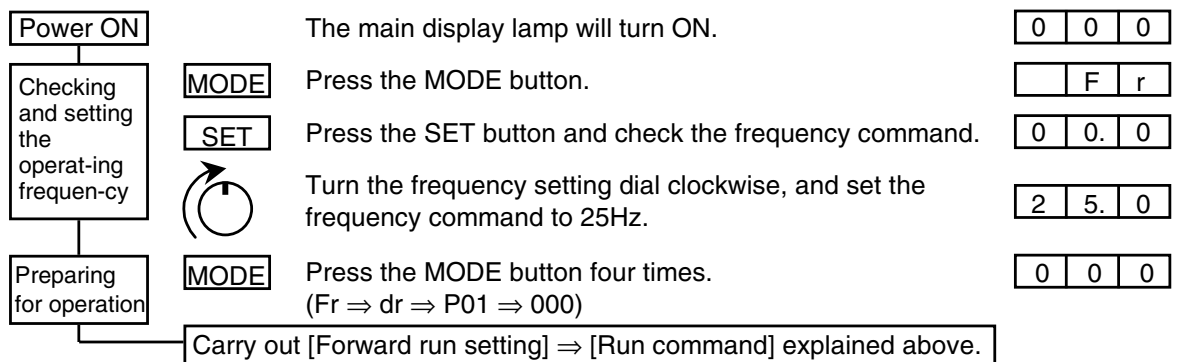 Power ON
The main display lamp will turn ON.
0 0 0
Checking
and setting
the
operat-ing
frequen-cy
MODE
Press the MODE button.
F r
SET
Press the SET button and check the frequency command.
0 0. 0
Turn the frequency setting dial clockwise, and set the
frequency command to 25Hz.
2 5. 0
Preparing
for operation
MODE
Press the MODE button four times.
(Fr ⇒ dr ⇒ P01 ⇒ 000)
0 0 0
Carry out [Forward run setting] ⇒ [Run command] explained above.